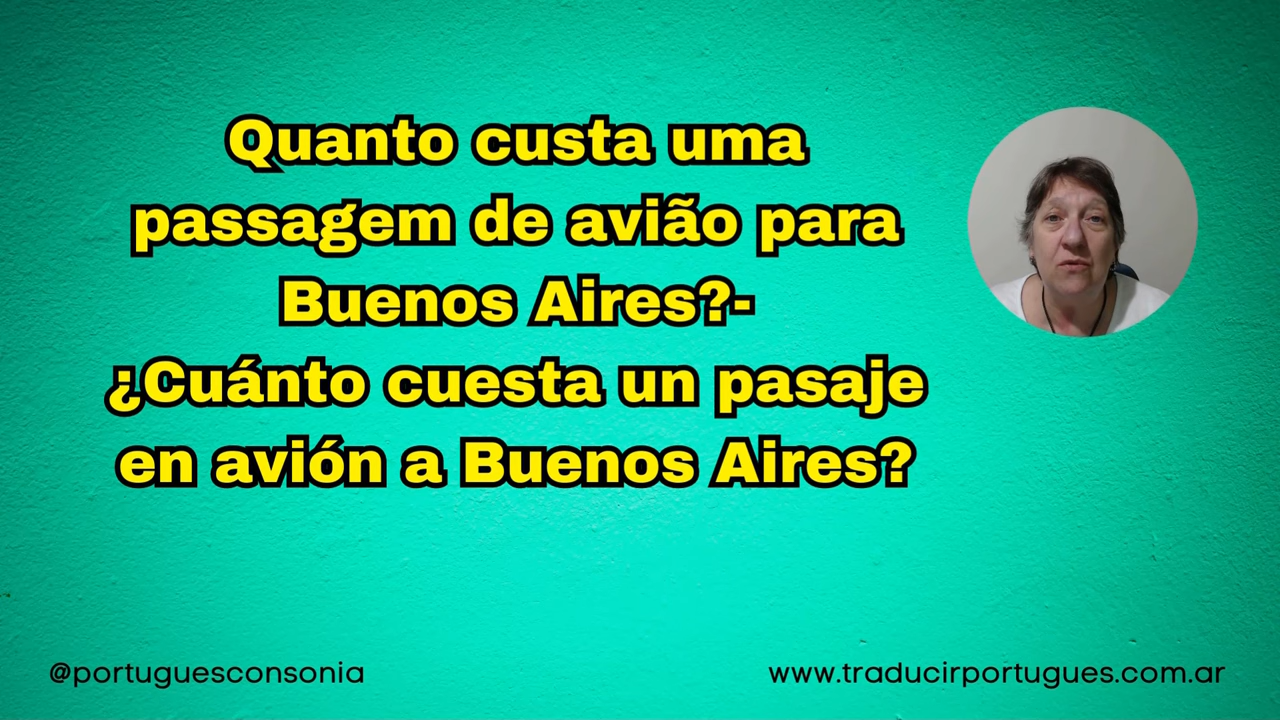 Quanto custa uma
passagem de avião para
Buenos Aires?-
¿Cuánto cuesta un pasaje
en avión a Buenos Aires?
@portuguesconsonia
www.traducirportugues.com.ar